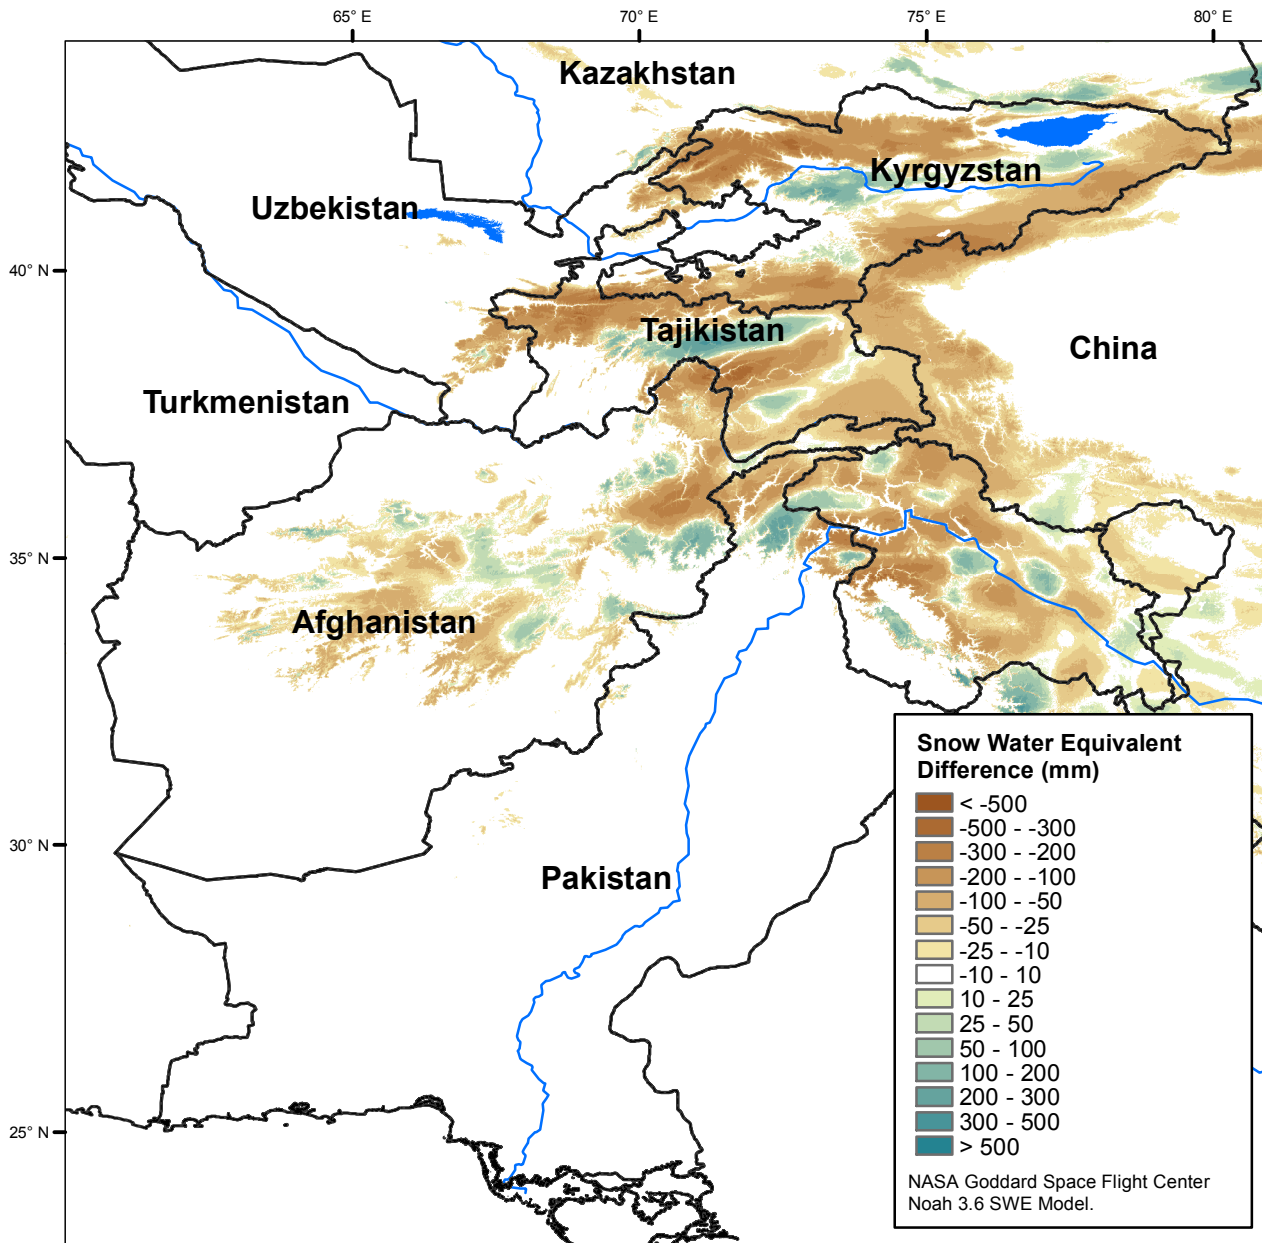 65° E
70° E
75° E
80° E
Kazakhstan
Kyrgyzstan
Uzbekistan
40° N
Tajikistan
China
Turkmenistan
35° N
Afghanistan
Snow Water Equivalent
Difference (mm)
< -500
-500 - -300
-300 - -200
-200 - -100
-100 - -50
-50 - -25
-25 - -10
-10 - 10
10 - 25
25 - 50
50 - 100
100 - 200
200 - 300
300 - 500
> 500
NASA Goddard Space Flight Center
Noah 3.6 SWE Model.
30° N
Pakistan
25° N